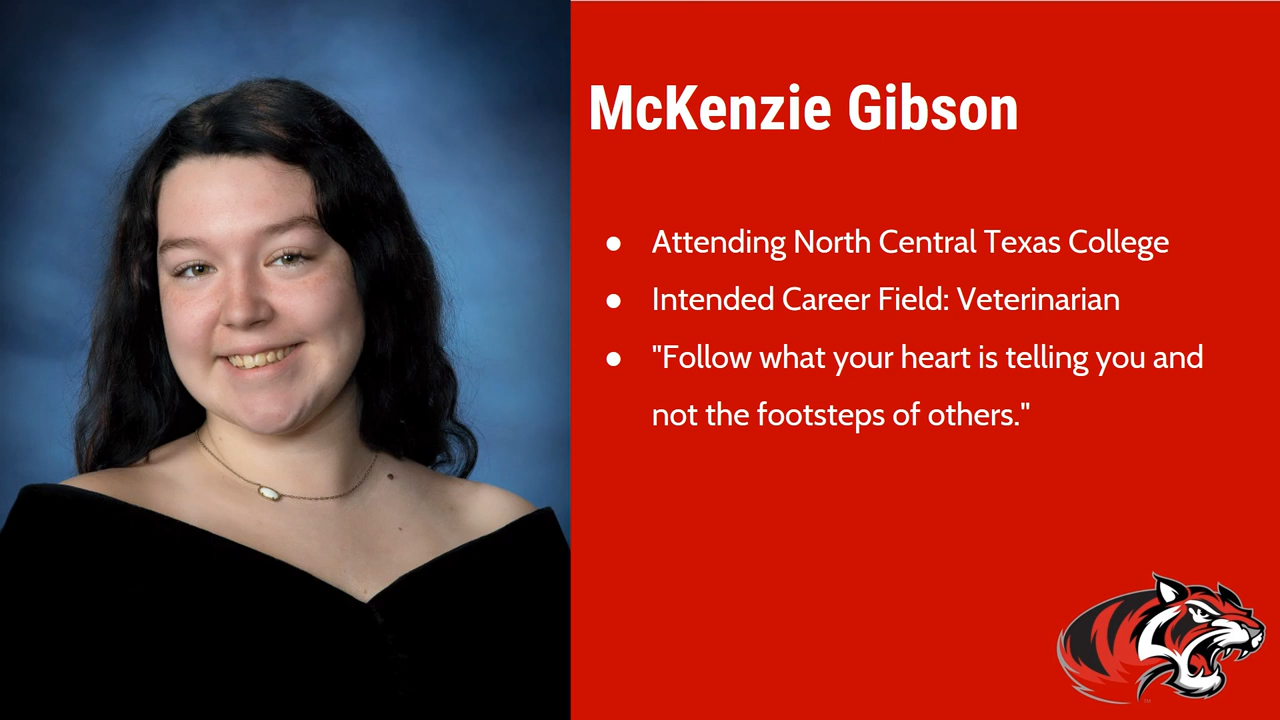 McKenzie Gibson
● Attending North Central Texas College
● Intended Career Field: Veterinarian
● "Follow what your heart is telling you and
not the footsteps of others."